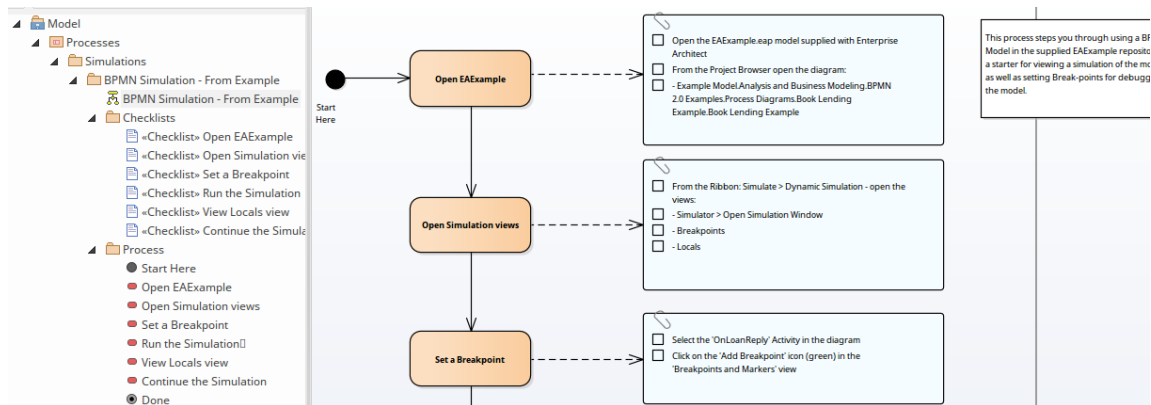 Model
Processes
Simulations
BPMN Simulation - From Example
BPMN Simulation - From Example
Checklists
«Checklist» Open EAExample
«Checklist» Open Simulation vie
«Checklist» Set a Breakpoint
«Checklist» Run the Simulation
«Checklist» View Locals view
«Checklist» Continue the Simula
Process
Start Here
Open EAExample
Open Simulation views
Set a Breakpoint
Run the Simulation
View Locals view
Continue the Simulation
Done
Start
Here
Open EAExample
Open the EAExample.eap model supplied with Enterprise
Architect
From the Project Browser open the diagram:
- Example Model.Analysis and Business Modeling.BPMN
2.0 Examples.Process Diagrams.Book Lending
Example.Book Lending Example
This process steps you through using a BP
Model in the supplied EAExample reposito
a starter for viewing a simulation of the mo
as well as setting Break-points for debugg
the model.
Open Simulation views
From the Ribbon: Simulate > Dynamic Simulation - open the
views:
- Simulator > Open Simulation Window
- Breakpoints
- Locals
Set a Breakpoint
Select the 'OnLoanReply' Activity in the diagram
Click on the 'Add Breakpoint' icon (green) in the
'Breakpoints and Markers' view